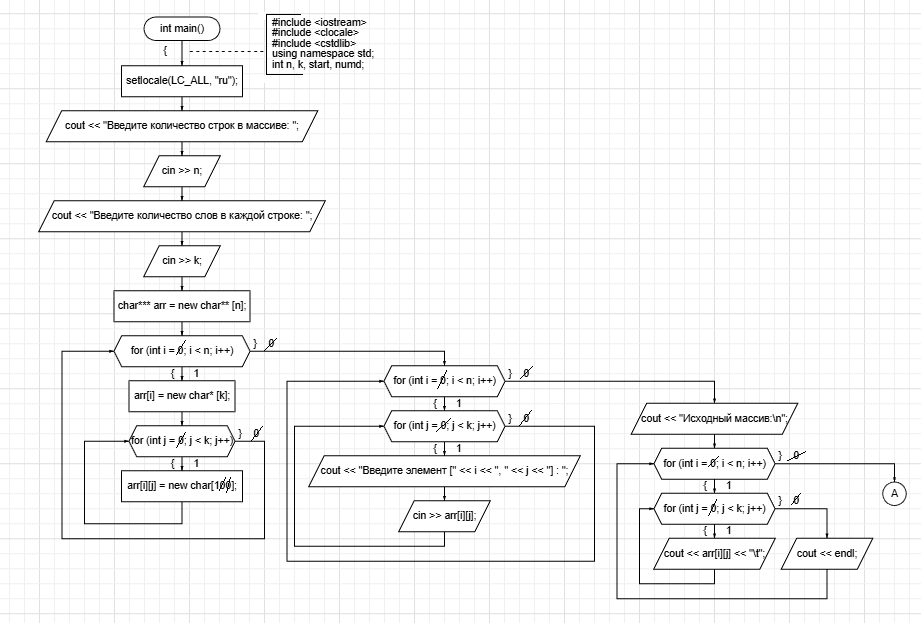 int main()
{
#include <iostream>
#include <clocale>
#include <cstdlib>
using namespace std;
int n, k, start, numd;
setlocale(LC_ALL, "ru");
cout << "Введите количество строк в массиве: ";
cin >> n;
cout << "Введите количество слов в каждой строке: ";
cin >> k;
char*** arr = new char** [n];
for (int i = 0; i < n; i++)
} 0
{ 1
arr[i] = new char* [k];
for (int j = 0; j < k; j++)
} 0
{ 1
arr[i][j] = new char[100];
for (int i = 0; i < n; i++)
} 0
{ 1
for (int j = 0; j < k; j++)
} 0
{ 1
cout << "Введите элемент [" << i << ", " << j << "] : ";
cin >> arr[i][j];
cout << "Исходный массив:\n";
for (int i = 0; i < n; i++)
} 0
{ 1
for (int j = 0; j < k; j++)
} 0
{ 1
cout << arr[i][j] << "\t";
cout << endl;
A